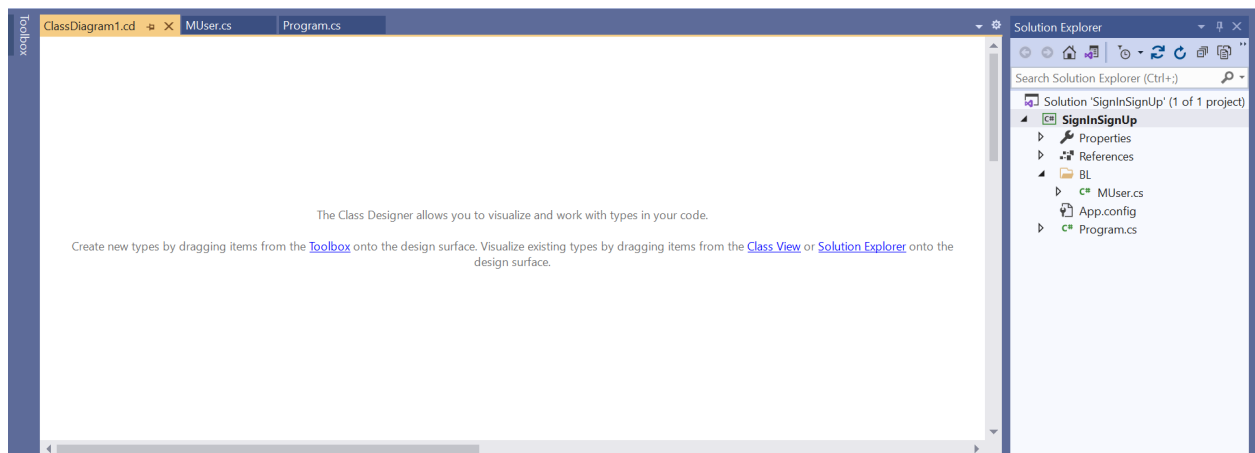 Toolbox
ClassDiagram1.cd
MUser.cs
Program.cs
The Class Designer allows you to visualize and work with types in your code.
Create new types by dragging items from the Toolbox onto the design surface. Visualize existing types by dragging items from the Class View or Solution Explorer onto the
design surface.
Solution Explorer
Search Solution Explorer (Ctrl+;)
Solution 'SignInSignUp' (1 of 1 project)
C# SignInSignUp
Properties
References
BL
C# MUser.cs
App.config
C# Program.cs